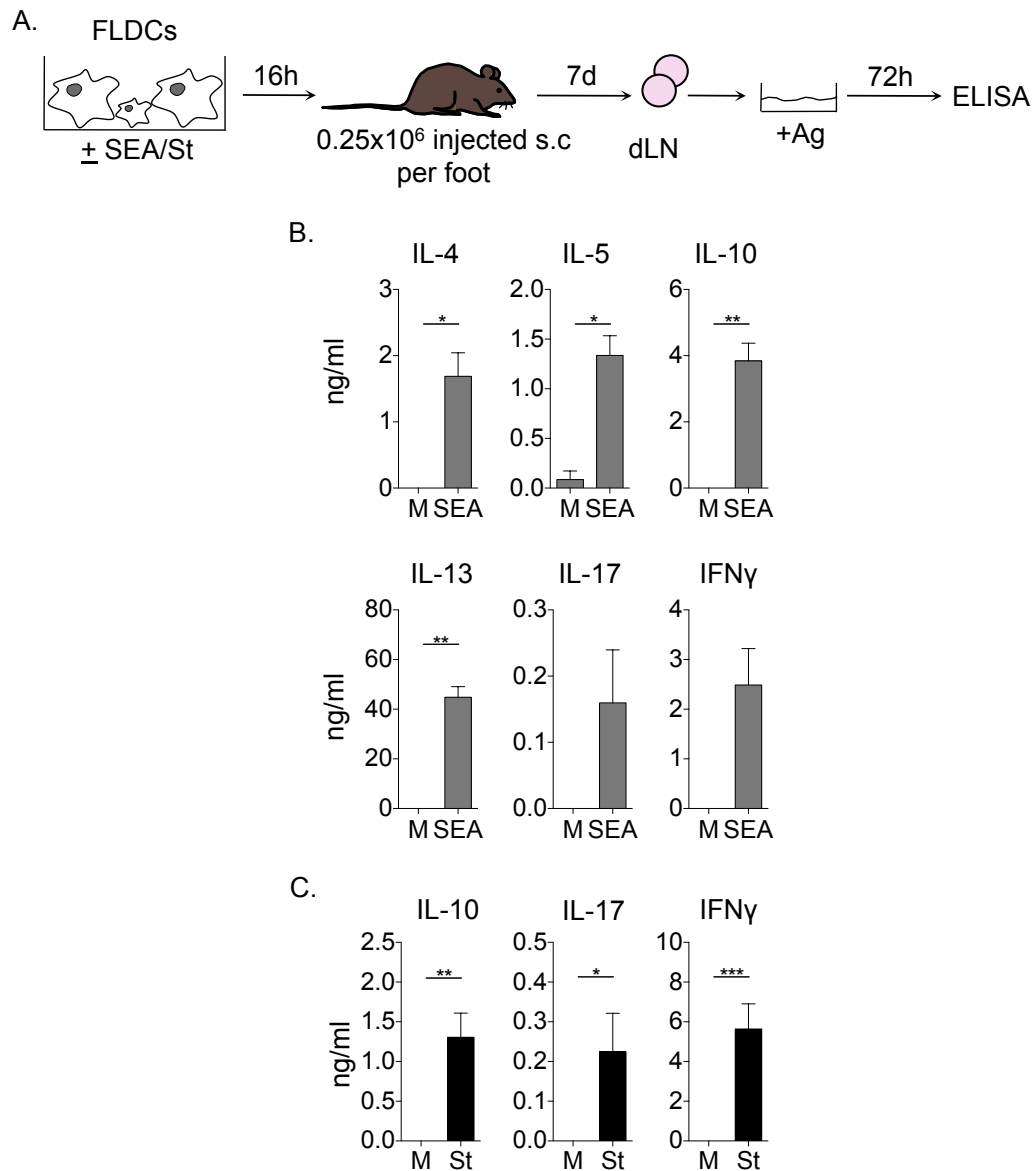 A.
FLDCs
± SEA/St
16h
0.25x10⁶ injected s.c
per foot
7d
dLN
+Ag
72h
ELISA
B.
IL-4 IL-5 IL-10
ng/ml
3 2.0 6
2 1.5 4
1 1.0 2
0 0.5 0
0.0
* * **
M SEA M SEA M SEA
IL-13 IL-17 IFNγ
ng/ml
80 0.3 4
60 0.2 3
40 0.1 2
20 0.0 1
0 0
**
M SEA M SEA M SEA
C.
IL-10 IL-17 IFNγ
ng/ml
2.5 0.5 10
2.0 0.4 8
1.5 0.3 6
1.0 0.2 4
0.5 0.1 2
0.0 0.0 0
** * ***
M St M St M St